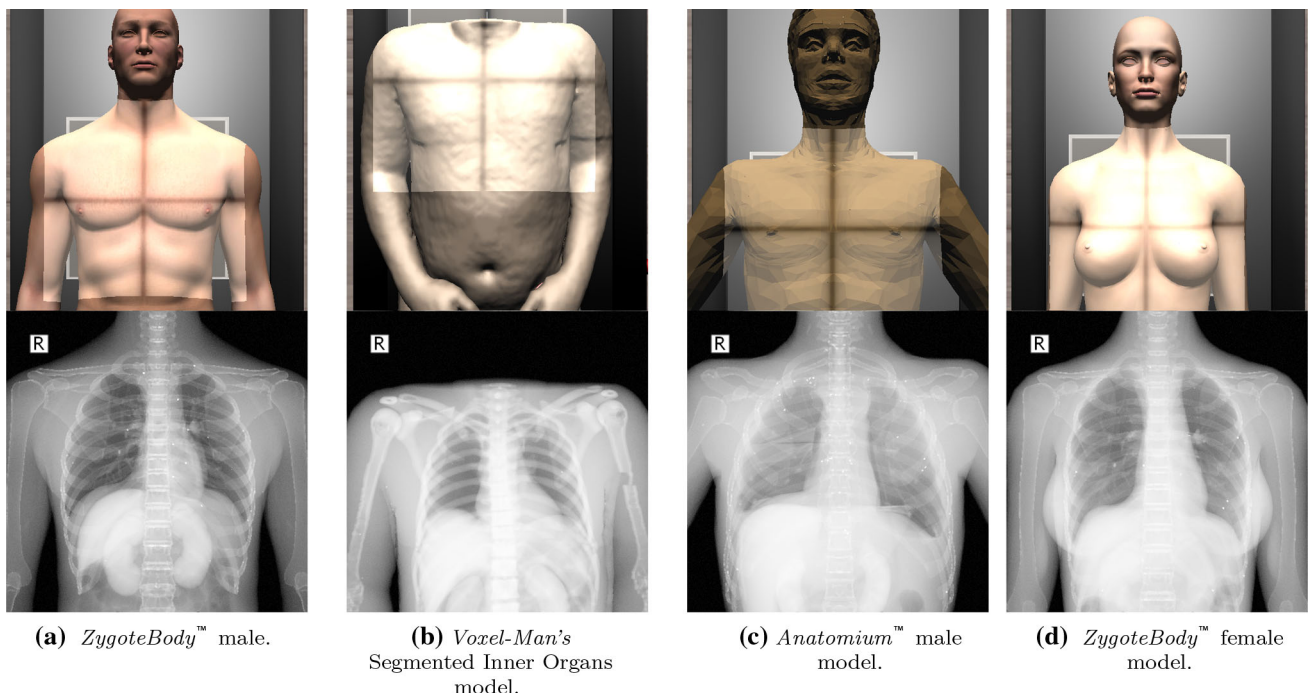 R
R
R
R
(a) ZygoteBody™ male.
(b) Voxel-Man's
Segmented Inner Organs
model.
(c) Anatomium™ male
model.
(d) ZygoteBody™ female
model.